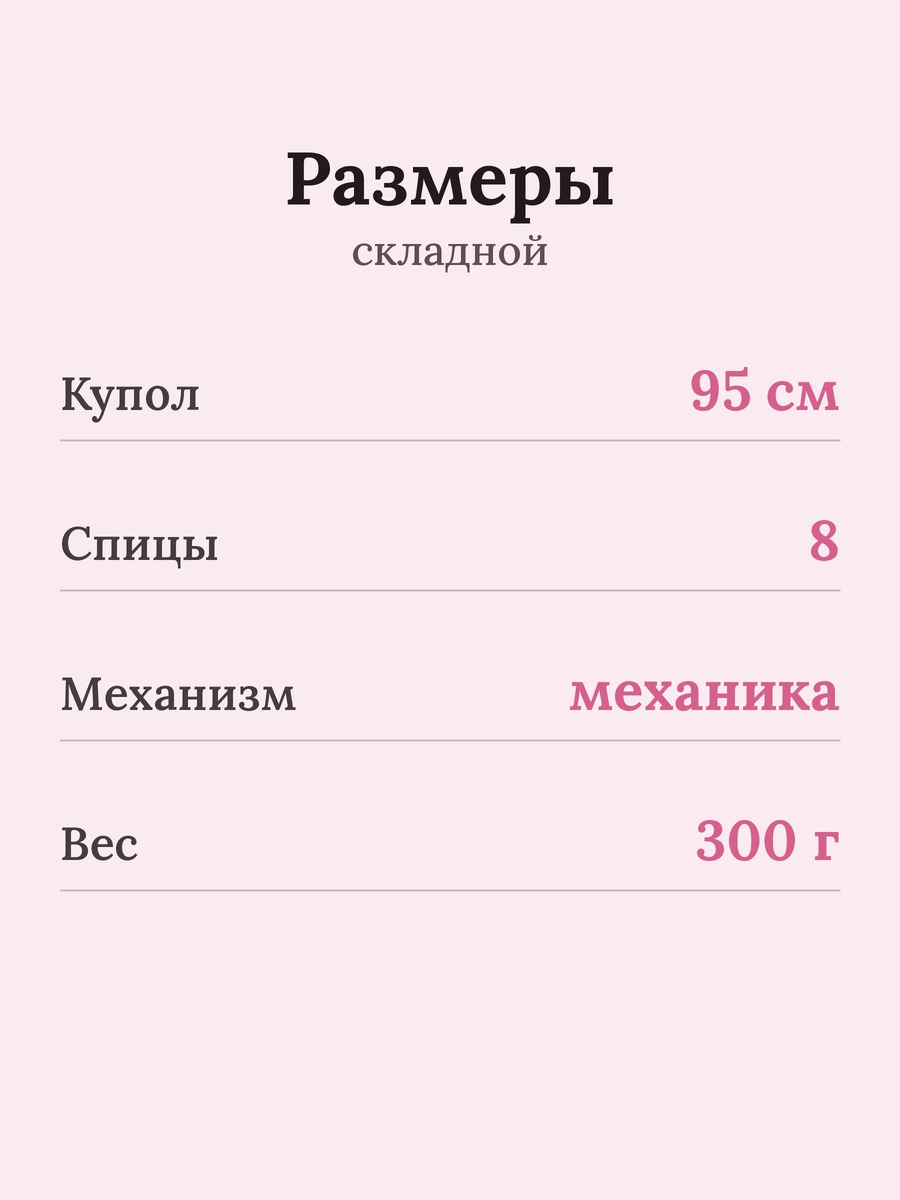 Размеры
складной
Купол 95 см
Спицы 8
Механизм механика
Вес 300 г